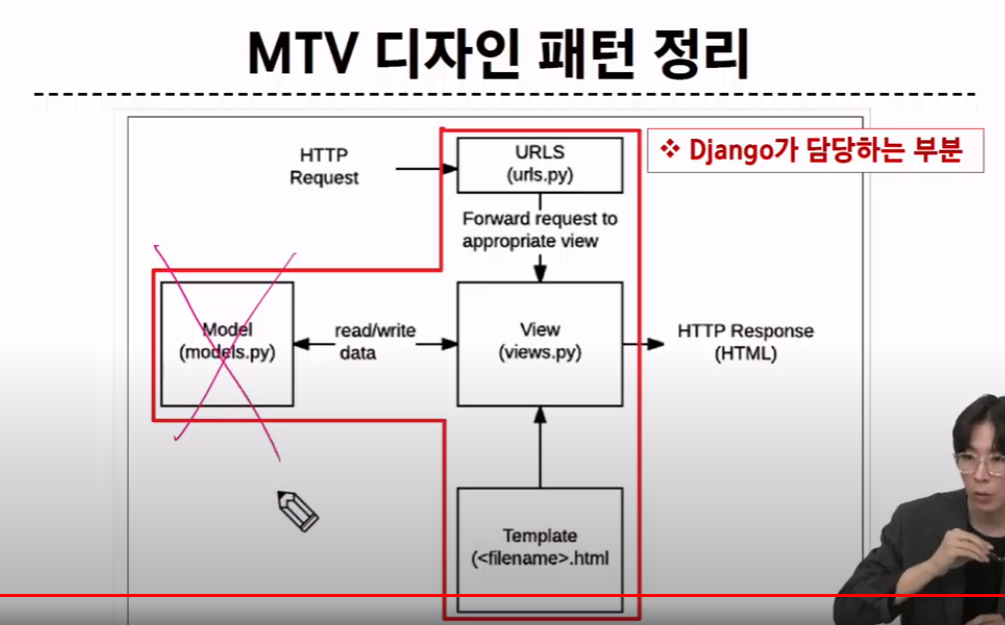 MTV 디자인 패턴 정리
❖ Django가 담당하는 부분
HTTP
Request
URLS
(urls.py)
Forward request to
appropriate view
Model
(models.py)
read/write
data
View
(views.py)
HTTP Response
(HTML)
Template
(<filename>.html